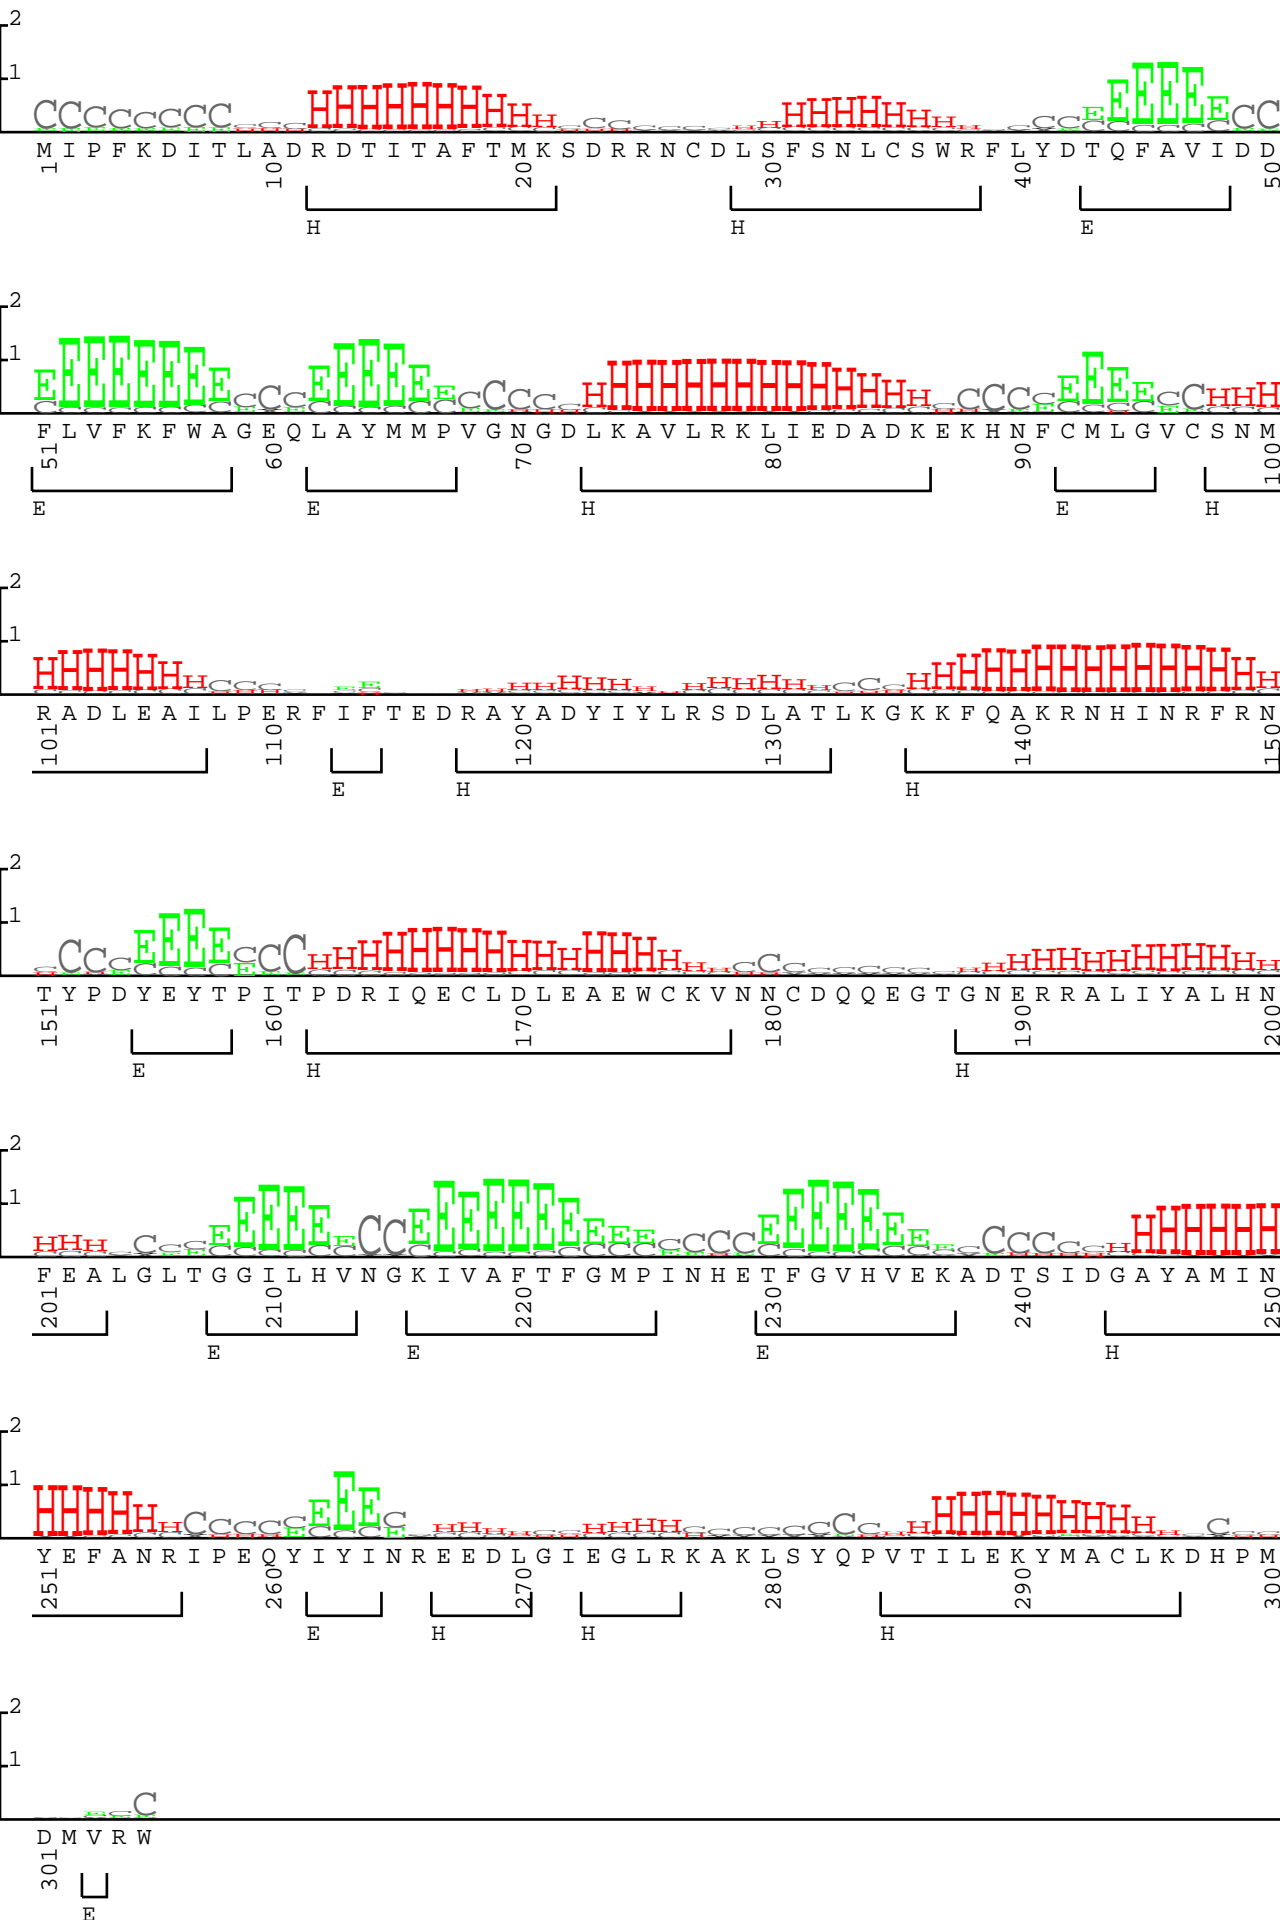 2
1
CCCCCCCCCCCHHHHHHHHHHCCCCCCCHHHHHHHHHHCCCEEEEEECC
M I P F K D I T L A D R D T I T A F T M K S D R R N C D L S F S N L C S W R F L Y D T Q F A V I D D
1 10 20 30 40 50
H H E
2
1
EEEEEEEECCCEEEEEECCCCCHHHHHHHHHHHHHHCCCCCEEEECCHHH
F L V F K F W A G E Q L A Y M M P V G N G D L K A V L R K L I E D A D K E K H N F C M L G V C S N M
51 60 70 80 90 100
E E H E H
2
1
R A D L E A I L P E R F I F T E D R A Y A D Y I Y L R S D L A T L K G K K F Q A K R N H I N R F R N
101 110 120 130 140 150
E H H
2
1
T Y P D Y E Y T P I T P D R I Q E C L D L E A E W C K V N N C D Q Q E G T G N E R R A L I Y A L H N
151 160 170 180 190 200
E H H
2
1
F E A L G L T G G I L H V N G K I V A F T F G M P I N H E T F G V H V E K A D T S I D G A Y A M I N
201 210 220 230 240 250
E E E H
2
1
Y E F A N R I P E Q Y I Y I N R E E D L G I E G L R K A K L S Y Q P V T I L E K Y M A C L K D H P M
251 260 270 280 290 300
E H H H
2
1
D M V R W
301
E